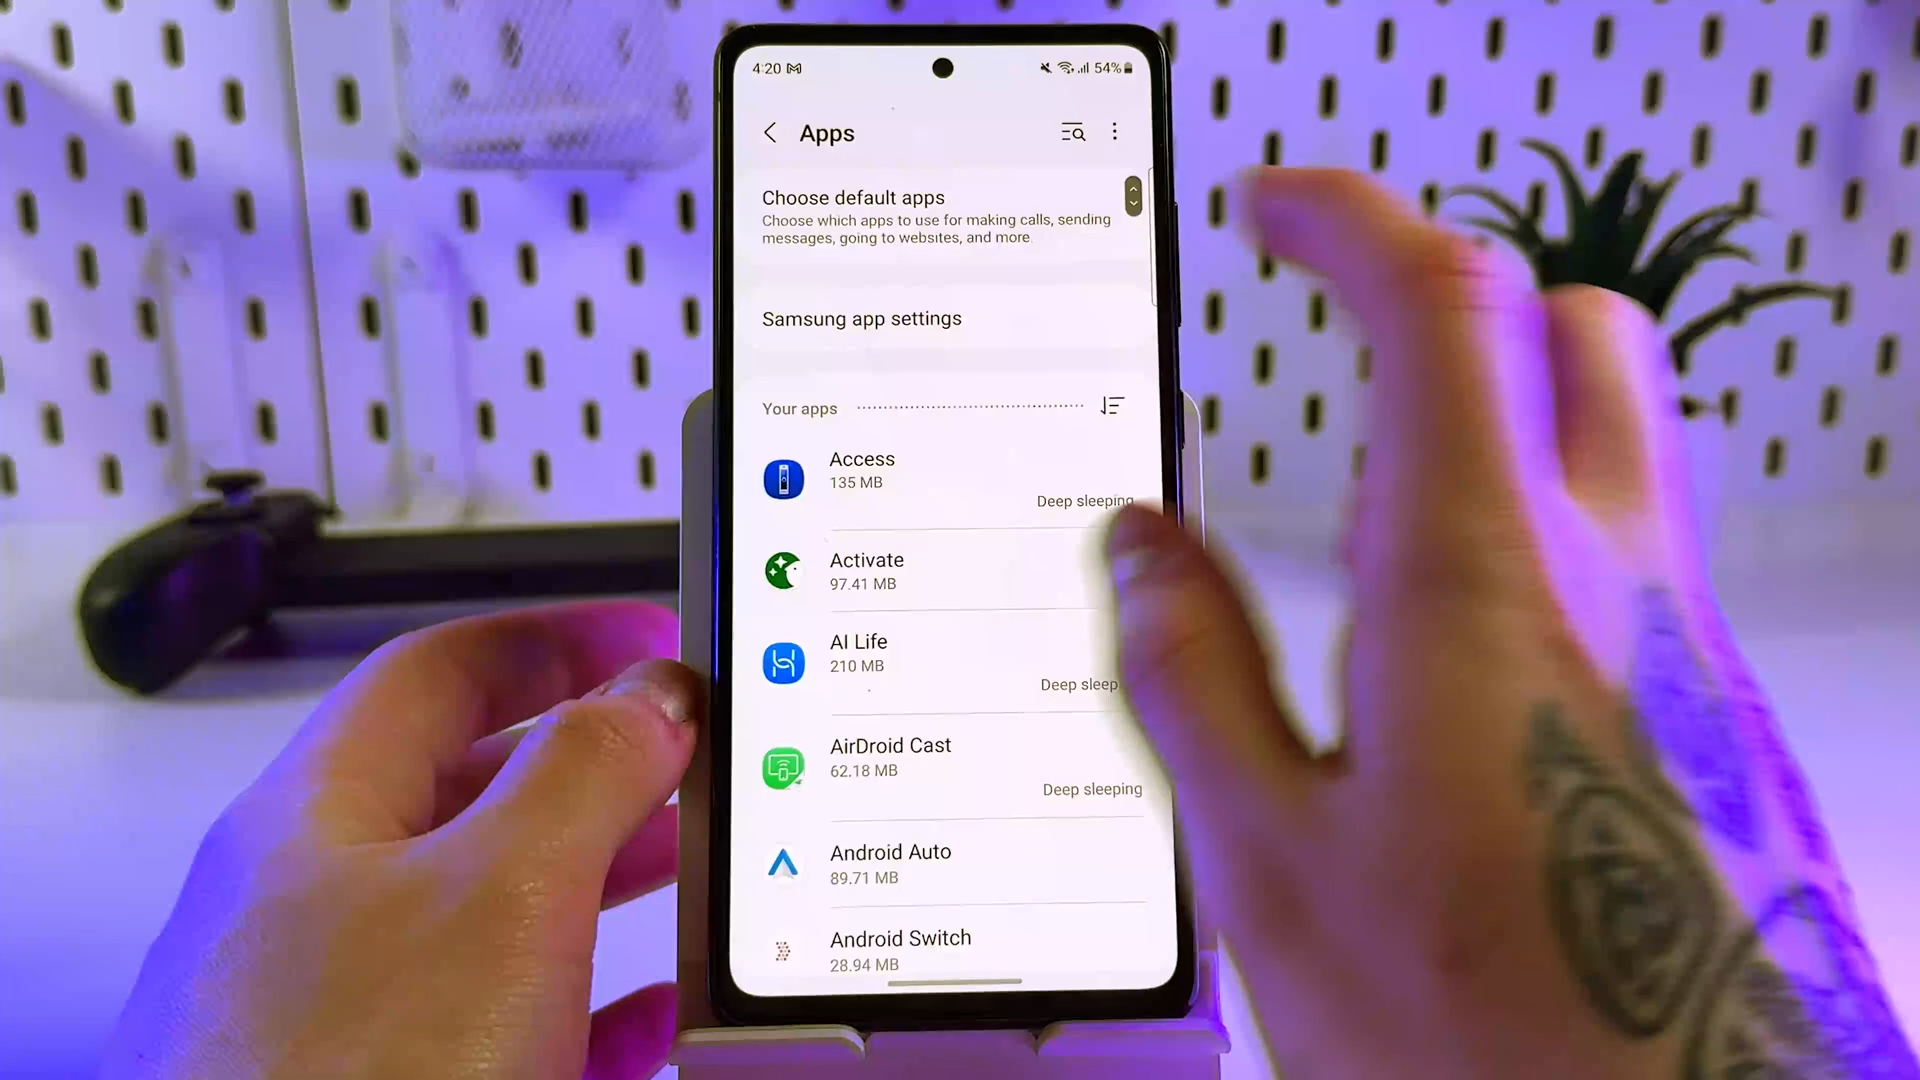 4:20
54%
Apps
Choose default apps
Choose which apps to use for making calls, sending
messages, going to websites, and more.
Samsung app settings
Your apps
Access
135 MB
Deep sleeping
Activate
97.41 MB
AI Life
210 MB
Deep sleep
AirDroid Cast
62.18 MB
Deep sleeping
Android Auto
89.71 MB
Android Switch
28.94 MB